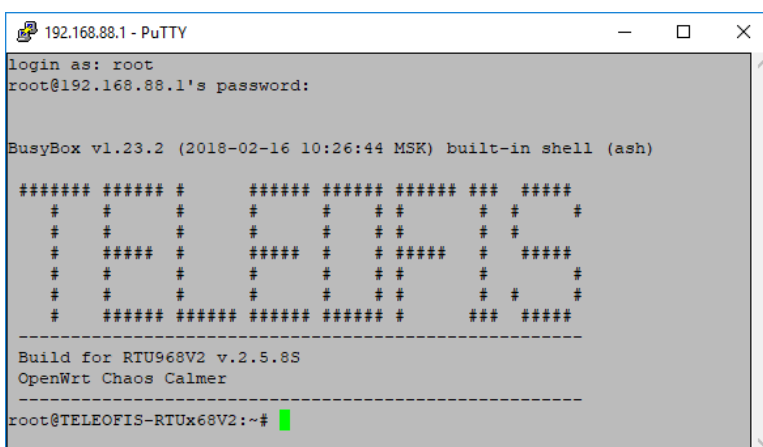 192.168.88.1 - PuTTY
login as: root
root@192.168.88.1's password:
BusyBox v1.23.2 (2018-02-16 10:26:44 MSK) built-in shell (ash)
TELEOFIS
Build for RTU968V2 v.2.5.8S
OpenWrt Chaos Calmer
root@TELEOFIS-RTUx68V2:~#